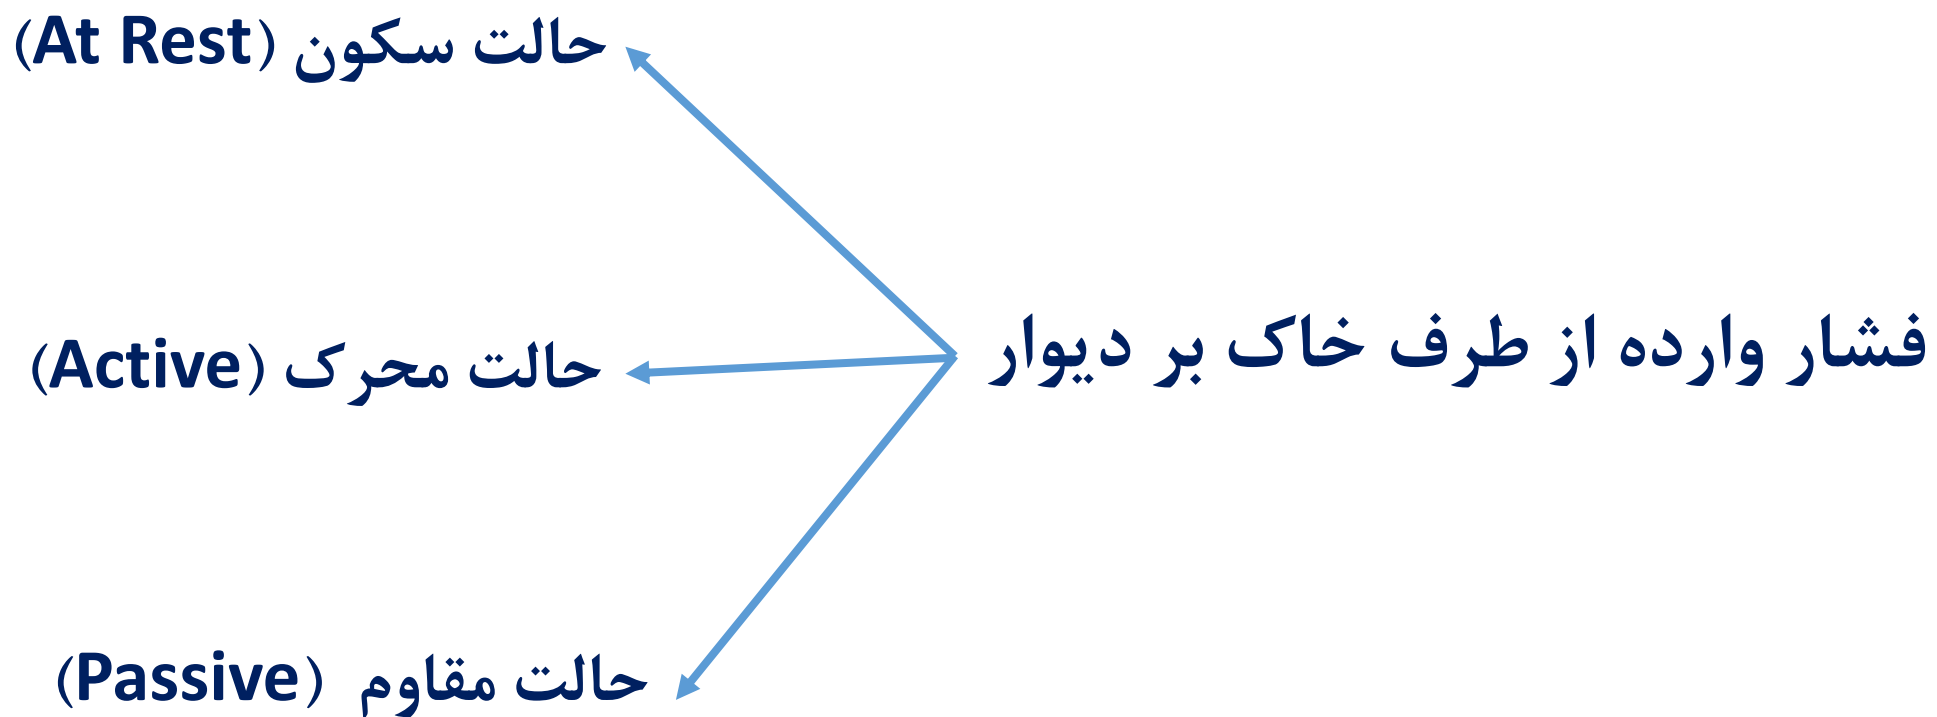 فشار وارده از طرف خاک بر دیوار
حالت سکون (At Rest)
حالت محرک (Active)
حالت مقاوم (Passive)